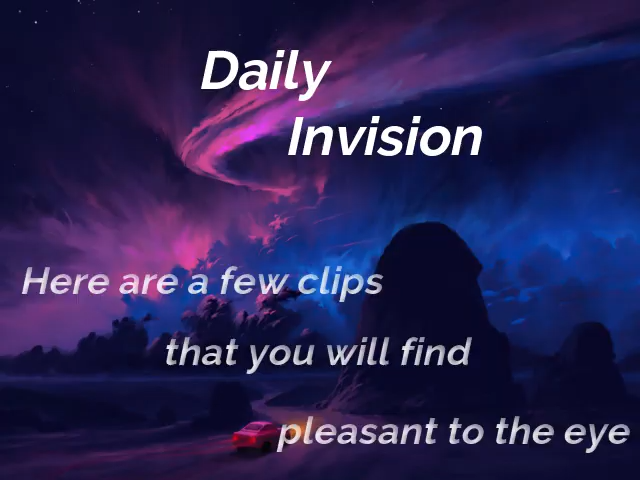 Daily
Invision
Here are a few clips
that you will find
pleasant to the eye